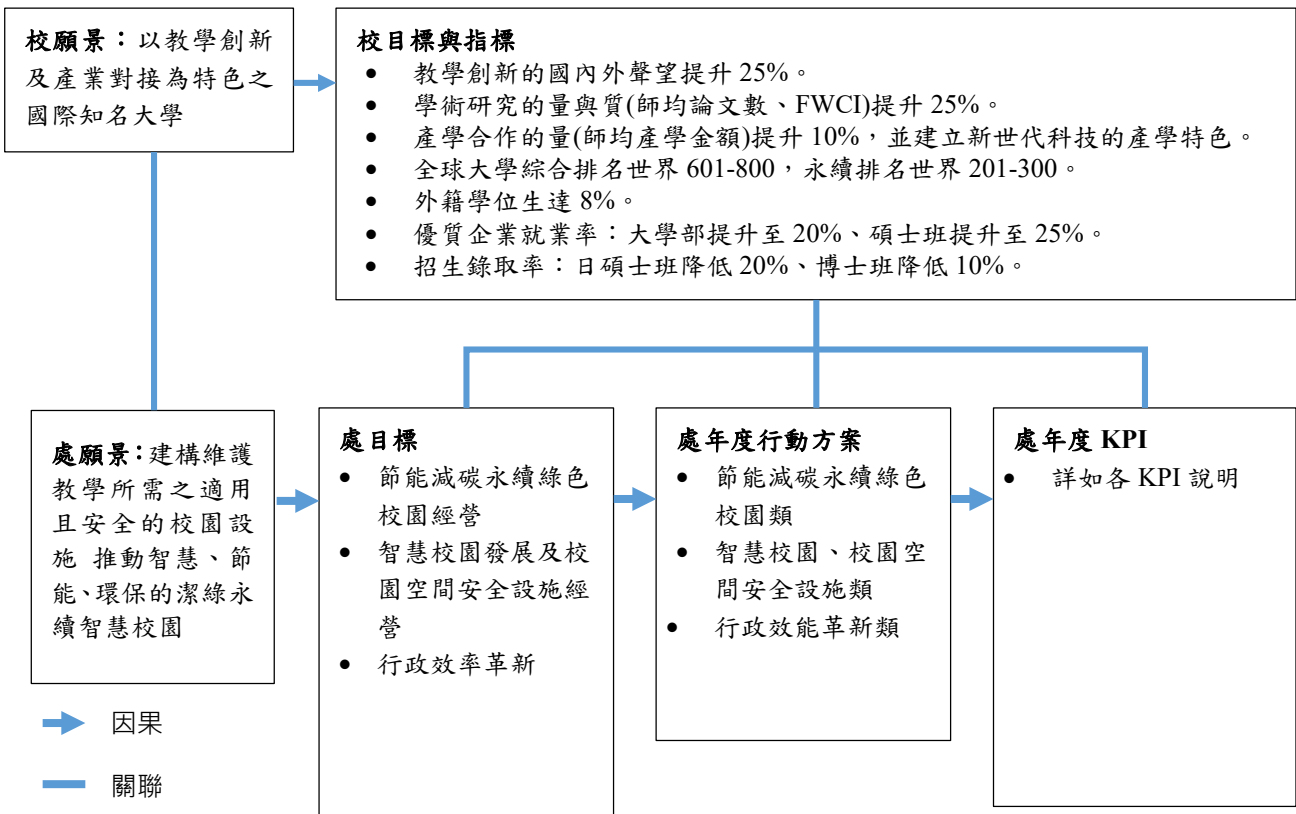 校願景：以教學創新
及產業對接為特色之
國際知名大學
校目標與指標
• 教學創新的國內外聲望提升 25%。
• 學術研究的量與質(師均論文數、FWCI)提升 25%。
• 產學合作的量(師均產學金額)提升 10%，並建立新世代科技的產學特色。
• 全球大學綜合排名世界 601-800，永續排名世界 201-300。
• 外籍學位生達 8%。
• 優質企業就業率：大學部提升至 20%、碩士班提升至 25%。
• 招生錄取率：日碩士班降低 20%、博士班降低 10%。
處願景：建構維護
教學所需之適用
且安全的校園設
施 推動智慧、節
能、環保的潔綠永
續智慧校園
處目標
• 節能減碳永續綠色
校園經營
• 智慧校園發展及校
園空間安全設施經
營
• 行政效率革新
處年度行動方案
• 節能減碳永續綠色
校園類
• 智慧校園、校園空
間安全設施類
• 行政效能革新類
處年度 KPI
• 詳如各 KPI 說明
因果
關聯